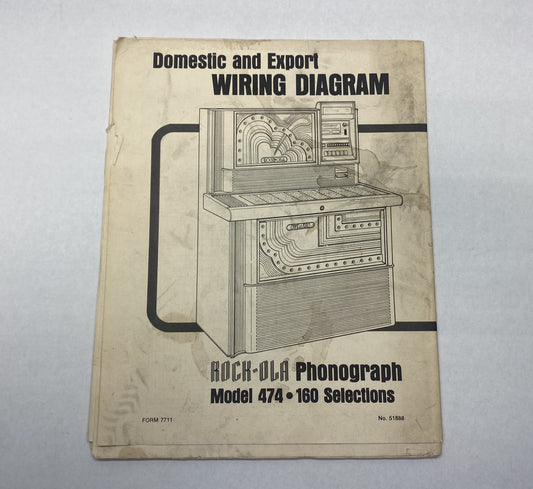 Domestic and Export
WIRING DIAGRAM
ROCK-OLA Phonograph
Model 474 • 160 Selections
FORM 7711
No. 51888